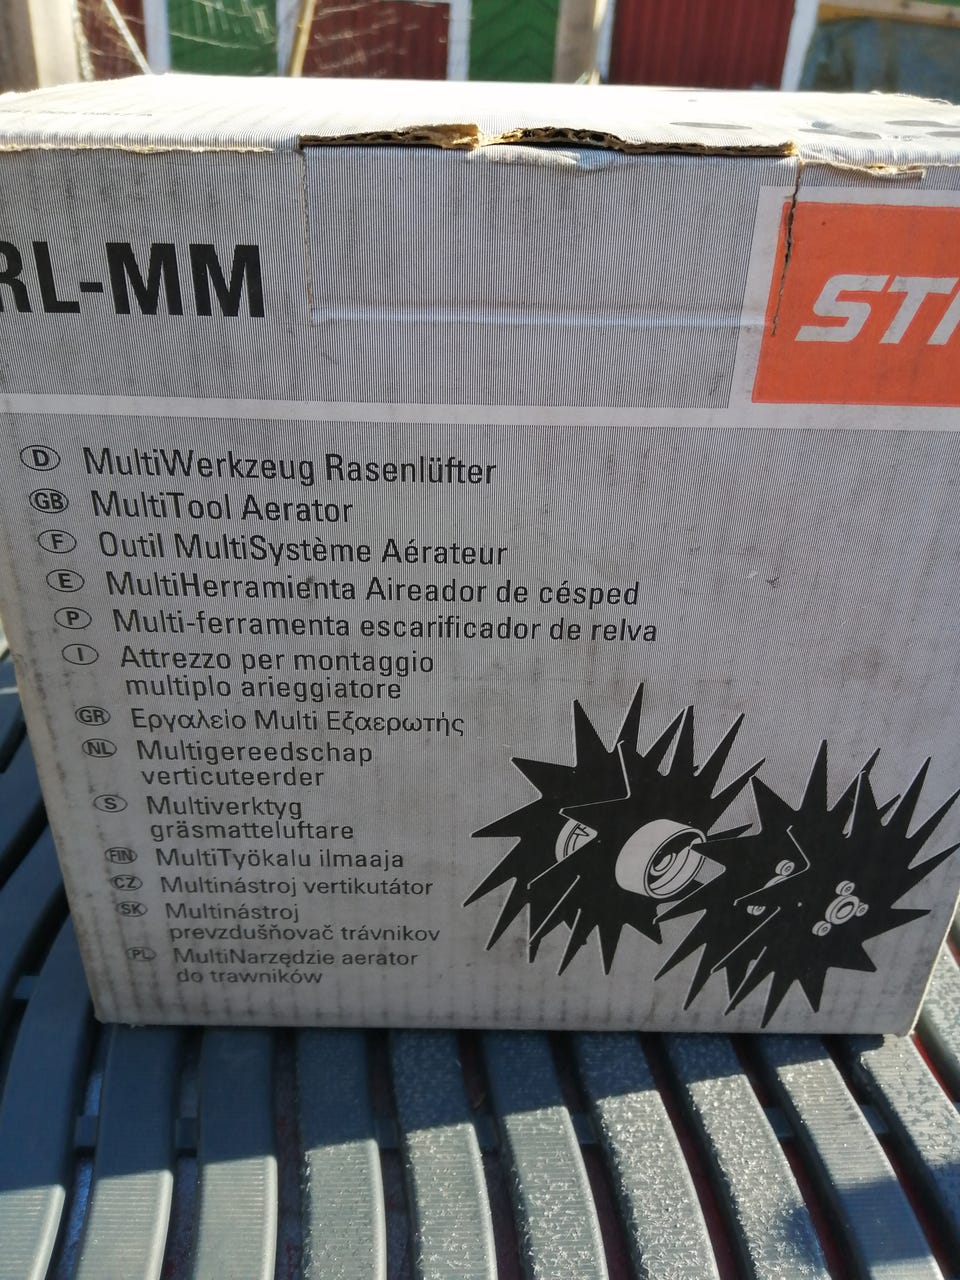 RL-MM
STI
D MultiWerkzeug Rasenlüfter
GB MultiTool Aerator
F Outil MultiSystème Aérateur
E MultiHerramienta Aireador de césped
P Multi-ferramenta escarificador de relva
I Attrezzo per montaggio
multiplo arieggiatore
GR Εργαλείο Multi Εξαερωτής
NL Multigereedschap
verticuteerder
S Multiverktyg
gräsmatteluftare
FIN MultiTyökalu ilmaaja
CZ Multinástroj vertikutátor
SK Multinástroj
prevzdušňovač trávnikov
PL MultiNarzędzie aerator
do trawników